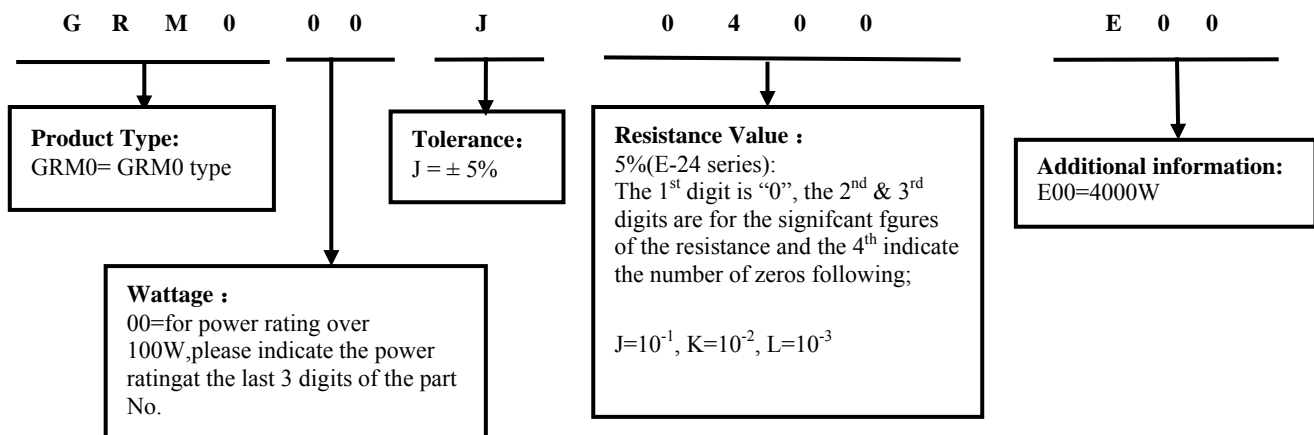 G R M 0 0 0 J 0 4 0 0 E 0 0
Product Type:
GRM0= GRM0 type
Tolerance：
J = ± 5%
Resistance Value：
5%(E-24 series):
The 1st digit is “0”, the 2nd & 3rd
digits are for the signifcant fgures
of the resistance and the 4th indicate
the number of zeros following;
J=10-1, K=10-2, L=10-3
Additional information:
E00=4000W
Wattage：
00=for power rating over
100W,please indicate the power
ratingat the last 3 digits of the part
No.